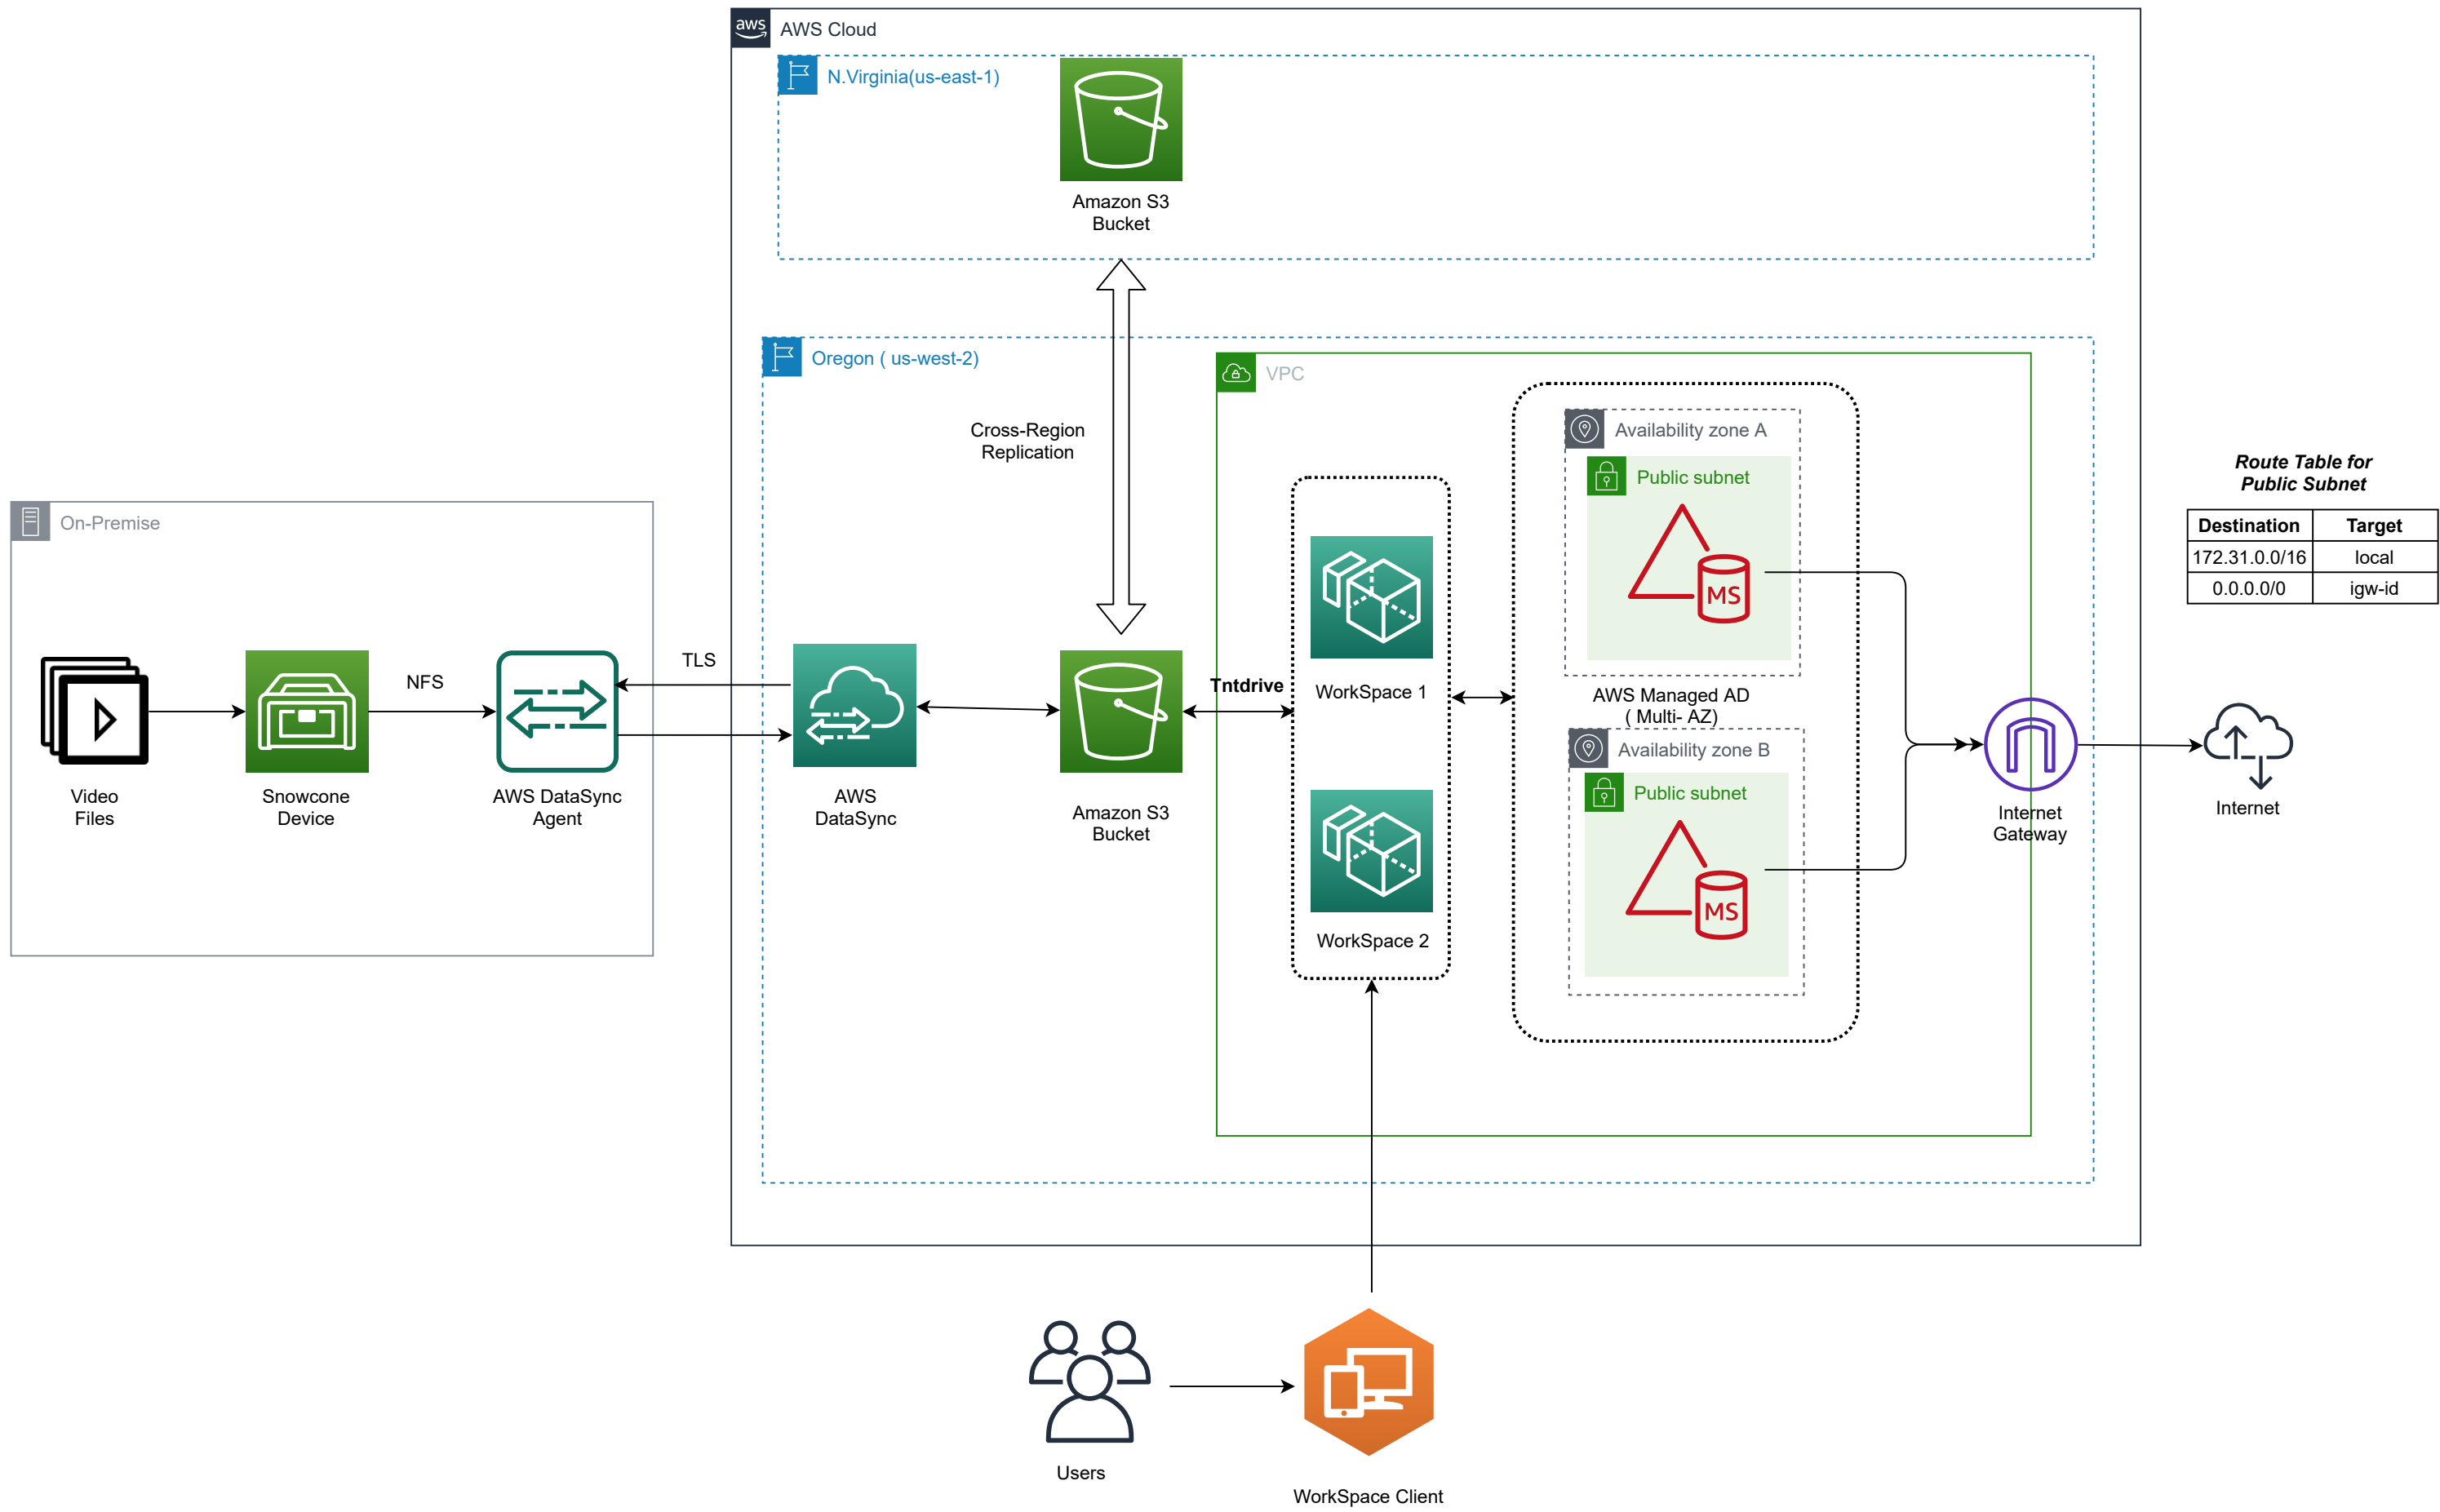 aws
AWS Cloud
N.Virginia(us-east-1)
Amazon S3
Bucket
Cross-Region
Replication
Oregon ( us-west-2)
VPC
Availability zone A
Public subnet
MS
AWS Managed AD
( Multi- AZ)
Availability zone B
Public subnet
MS
Route Table for
Public Subnet
Destination Target
172.31.0.0/16 local
0.0.0.0/0 igw-id
On-Premise
Video
Files
Snowcone
Device
NFS
AWS DataSync
Agent
TLS
AWS
DataSync
Amazon S3
Bucket
Tntdrive
WorkSpace 1
WorkSpace 2
Internet
Gateway
Internet
Users
WorkSpace Client